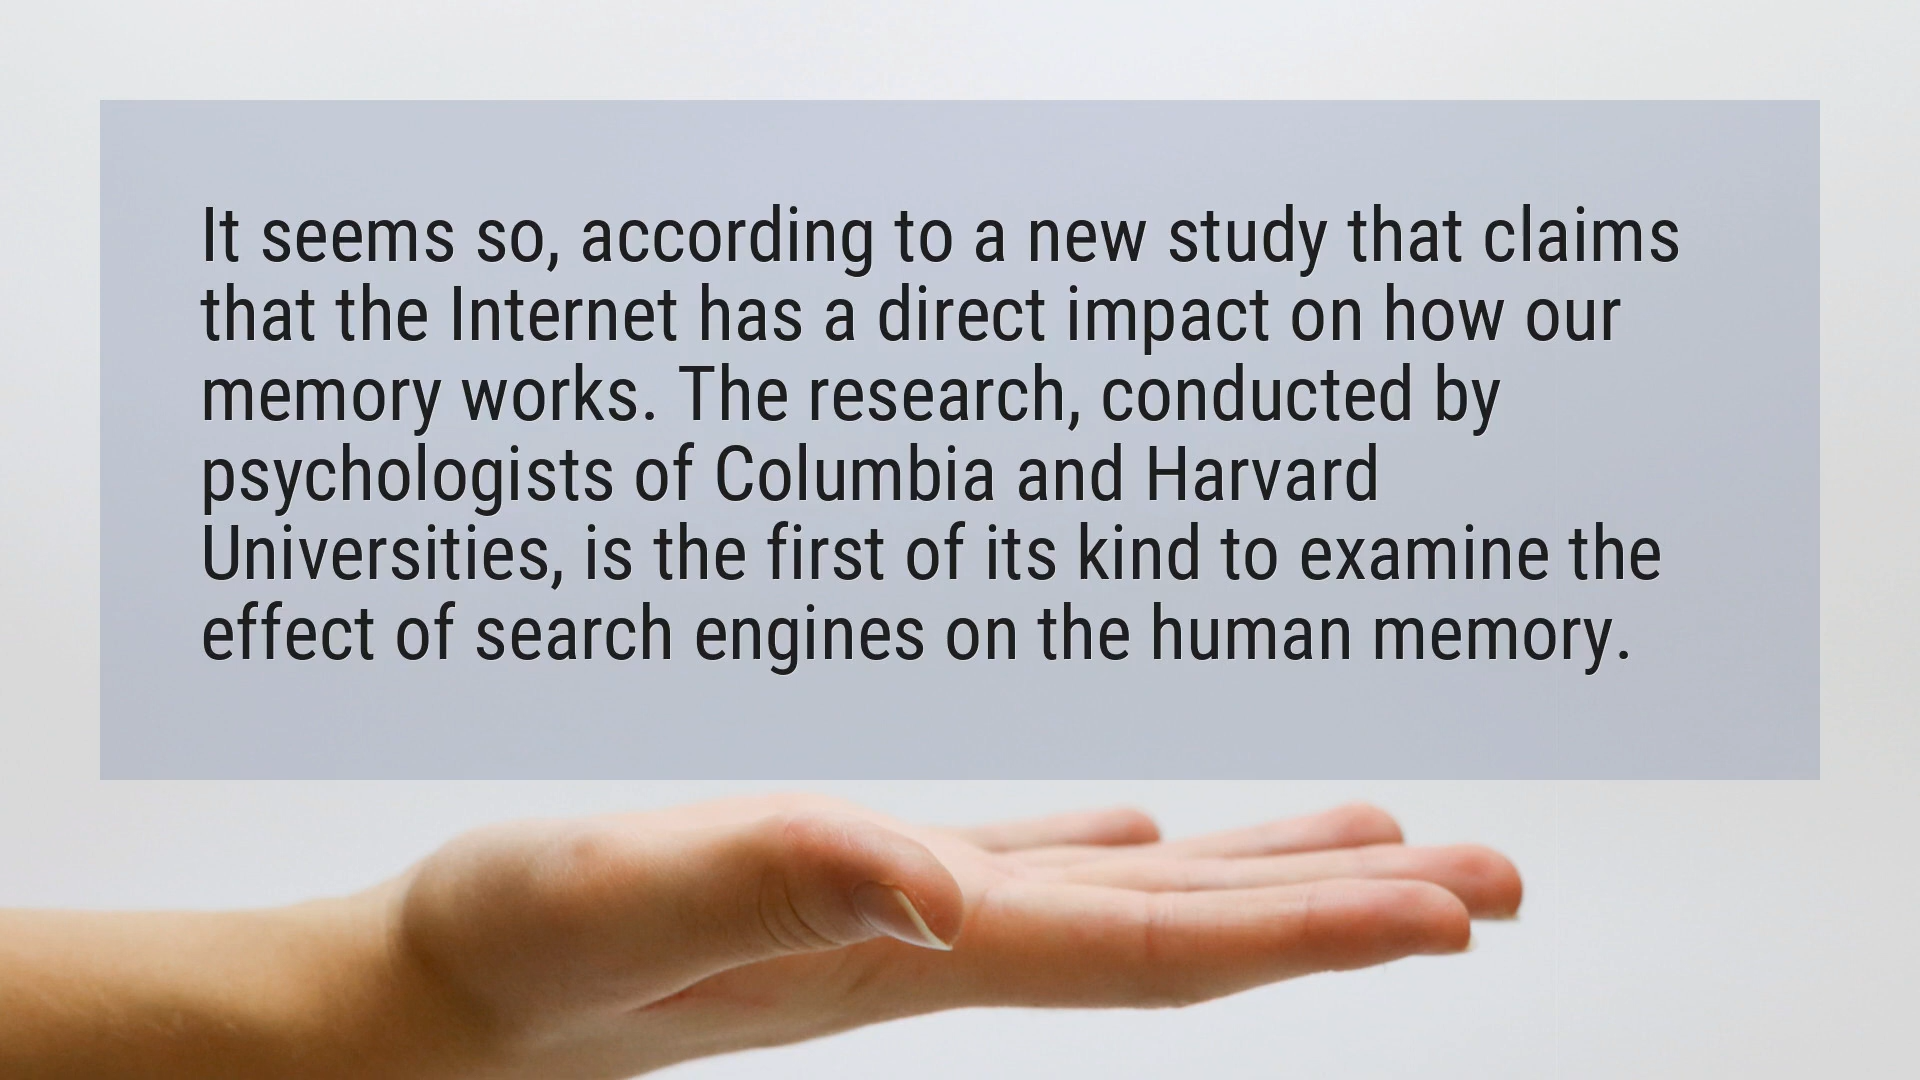 It seems so, according to a new study that claims
that the Internet has a direct impact on how our
memory works. The research, conducted by
psychologists of Columbia and Harvard
Universities, is the first of its kind to examine the
effect of search engines on the human memory.